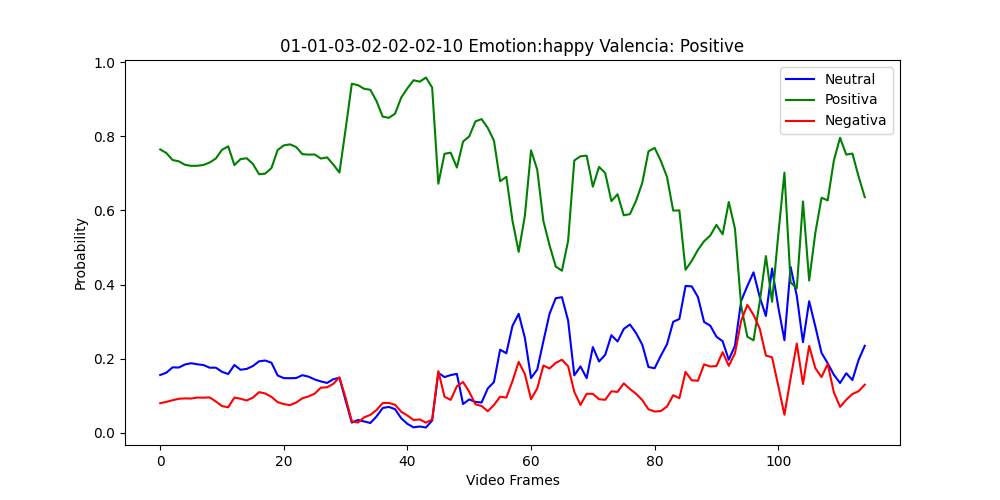 01-01-03-02-02-02-10 Emotion:happy Valencia: Positive
Neutral
Positiva
Negativa
1.0
0.8
0.6
0.4
0.2
0.0
Probability
0 20 40 60 80 100
Video Frames